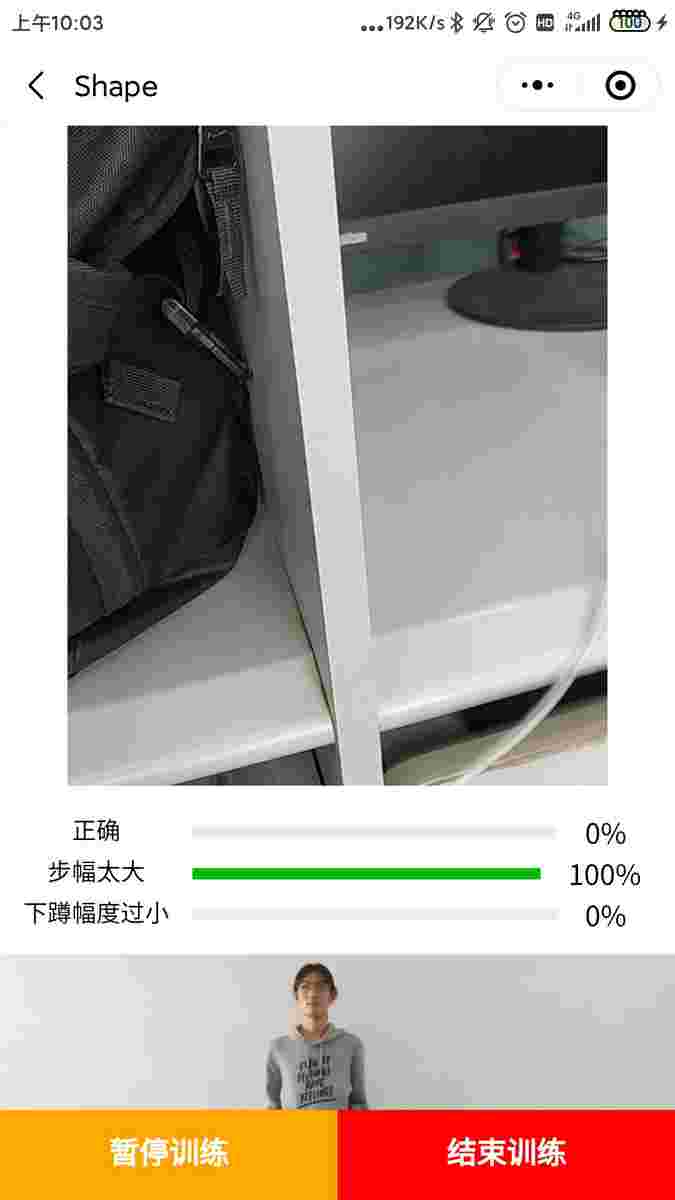 上午10:03
...192K/s
HD
4G
100
Shape
正确 0%
步幅太大 100%
下蹲幅度过小 0%
暂停训练 结束训练